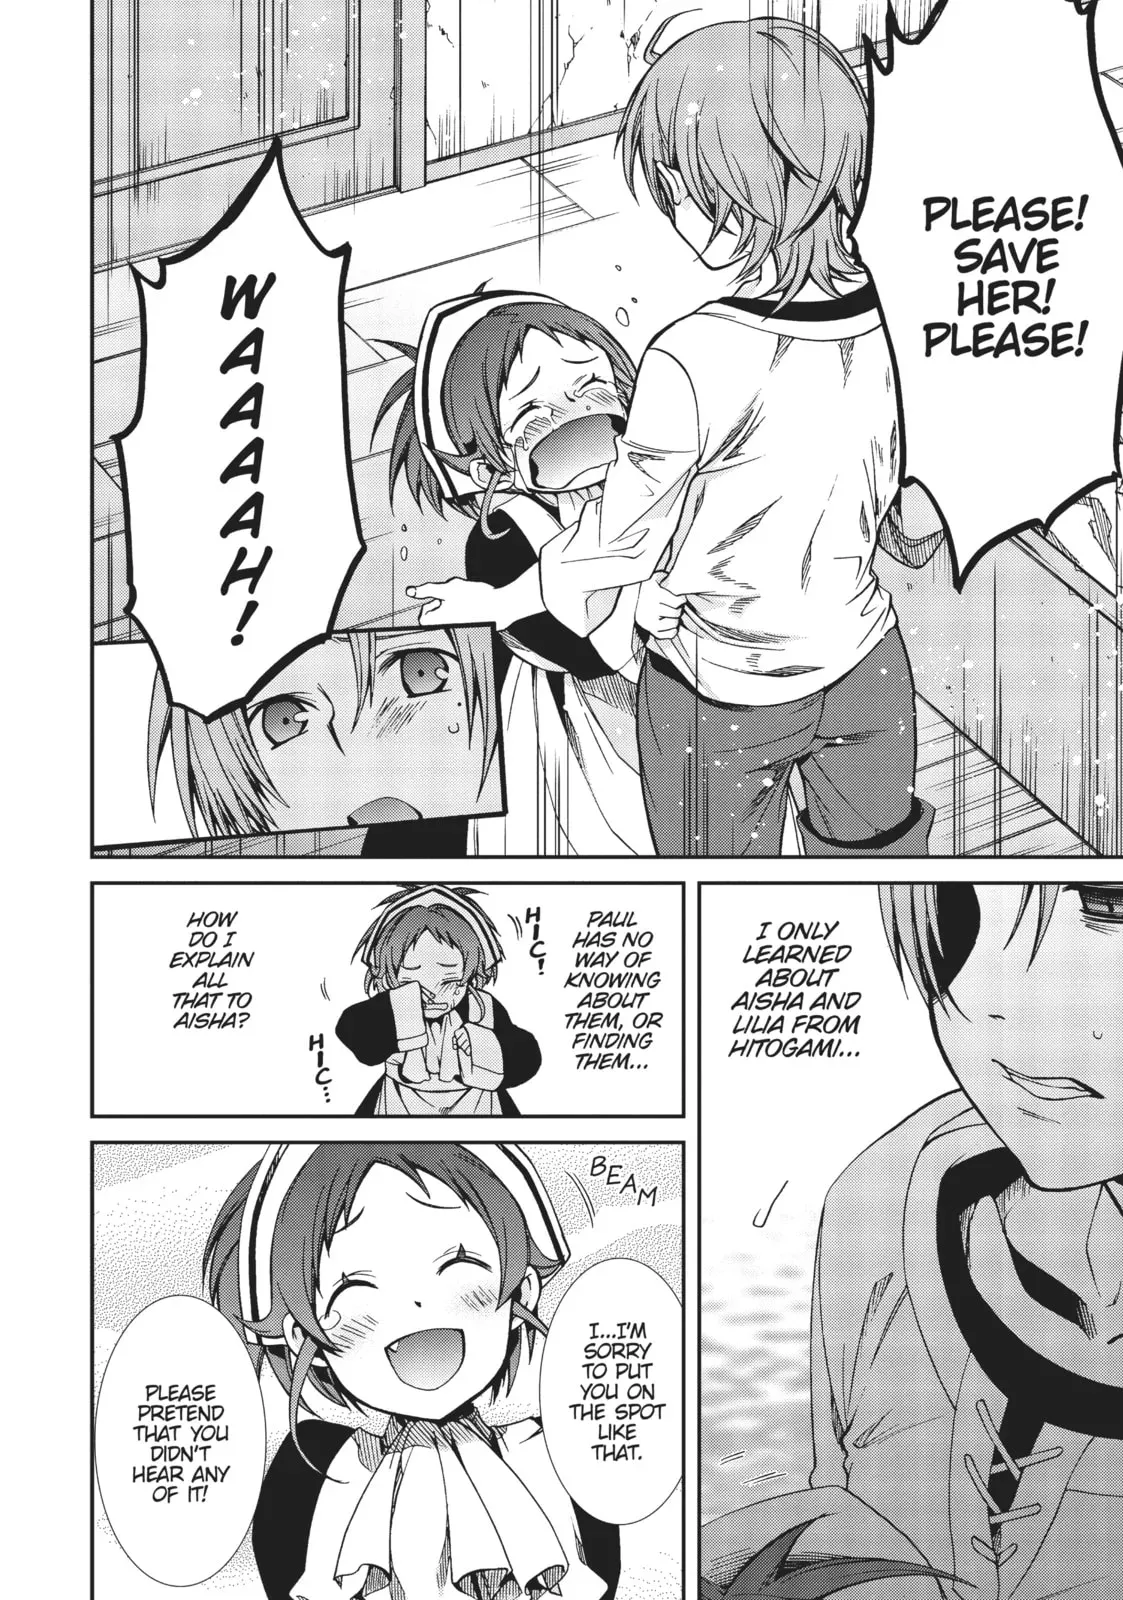 PLEASE!
SAVE
HER!
PLEASE!
WAAAAAH!
I ONLY
LEARNED
ABOUT
AISHA AND
LILIA FROM
HITOGAMI...
PAUL
HAS NO
WAY OF
KNOWING
ABOUT
THEM, OR
FINDING
THEM...
HIC!
HIC...
HOW
DO I
EXPLAIN
ALL
THAT TO
AISHA?
BEAM
I...I'M
SORRY
TO PUT
YOU ON
THE SPOT
LIKE
THAT.
PLEASE
PRETEND
THAT YOU
DIDN'T
HEAR ANY
OF IT!